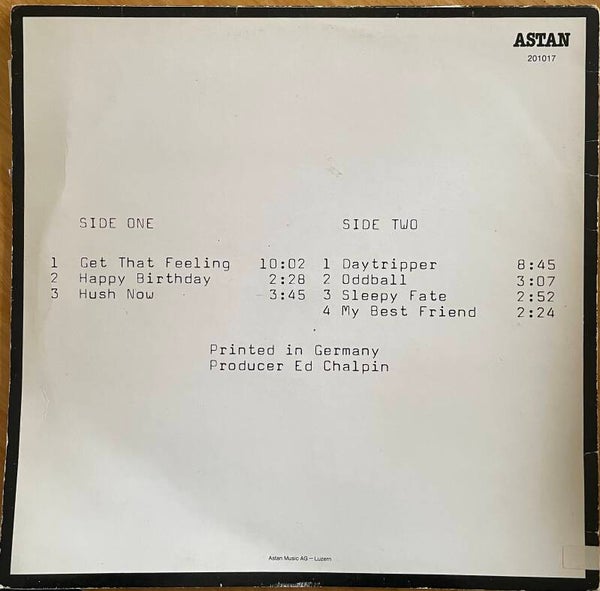 ASTAN
201017
SIDE ONE
1 Get That Feeling 10:02
2 Happy Birthday 2:28
3 Hush Now 3:45
SIDE TWO
1 Daytripper 8:45
2 Oddball 3:07
3 Sleepy Fate 2:52
4 My Best Friend 2:24
Printed in Germany
Producer Ed Chalpin
Astan Music AG – Luzern